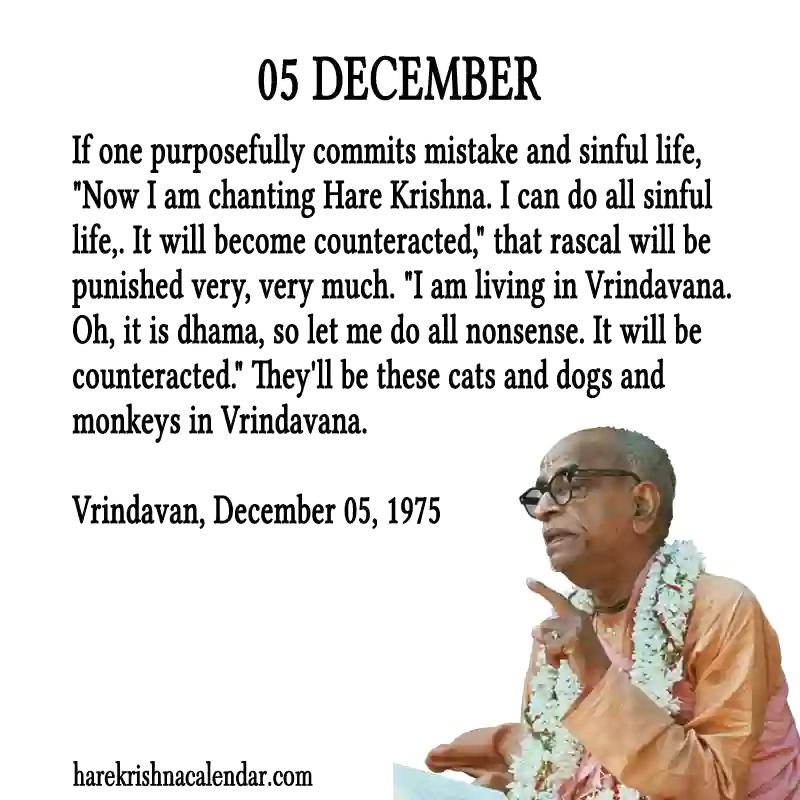 05 DECEMBER
If one purposefully commits mistake and sinful life,
"Now I am chanting Hare Krishna. I can do all sinful
life,. It will become counteracted," that rascal will be
punished very, very much. "I am living in Vrindavana.
Oh, it is dhama, so let me do all nonsense. It will be
counteracted." They'll be these cats and dogs and
monkeys in Vrindavana.
Vrindavan, December 05, 1975
harekrishnacalendar.com